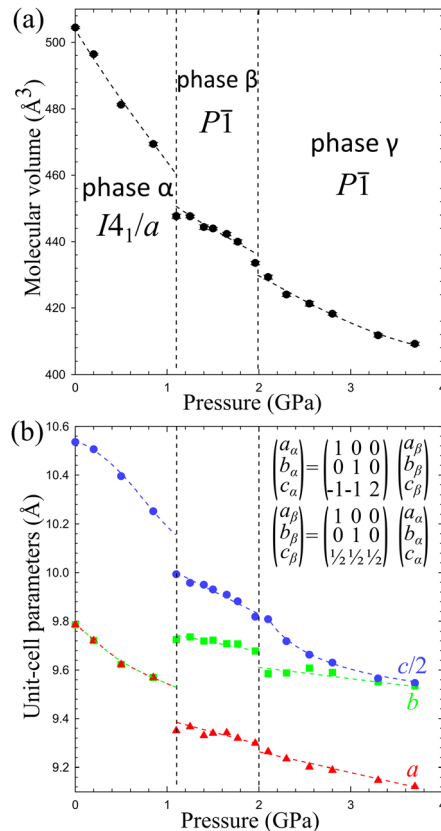 (a)
Molecular volume (Å³)
500
480
460
440
420
400
phase α
I4₁/a
phase β
P1̄
phase γ
P1̄
0 1 2 3 4
Pressure (GPa)
(b)
Unit-cell parameters (Å)
10.6
10.4
10.2
10.0
9.8
9.6
9.4
9.2
aα 1 0 0 aβ
bα = 0 1 0 bβ
cα -1 -1 2 cβ
aβ 1 0 0 aα
bβ = 0 1 0 bα
cβ ½ ½ ½ cα
c/2
b
a
0 1 2 3 4
Pressure (GPa)